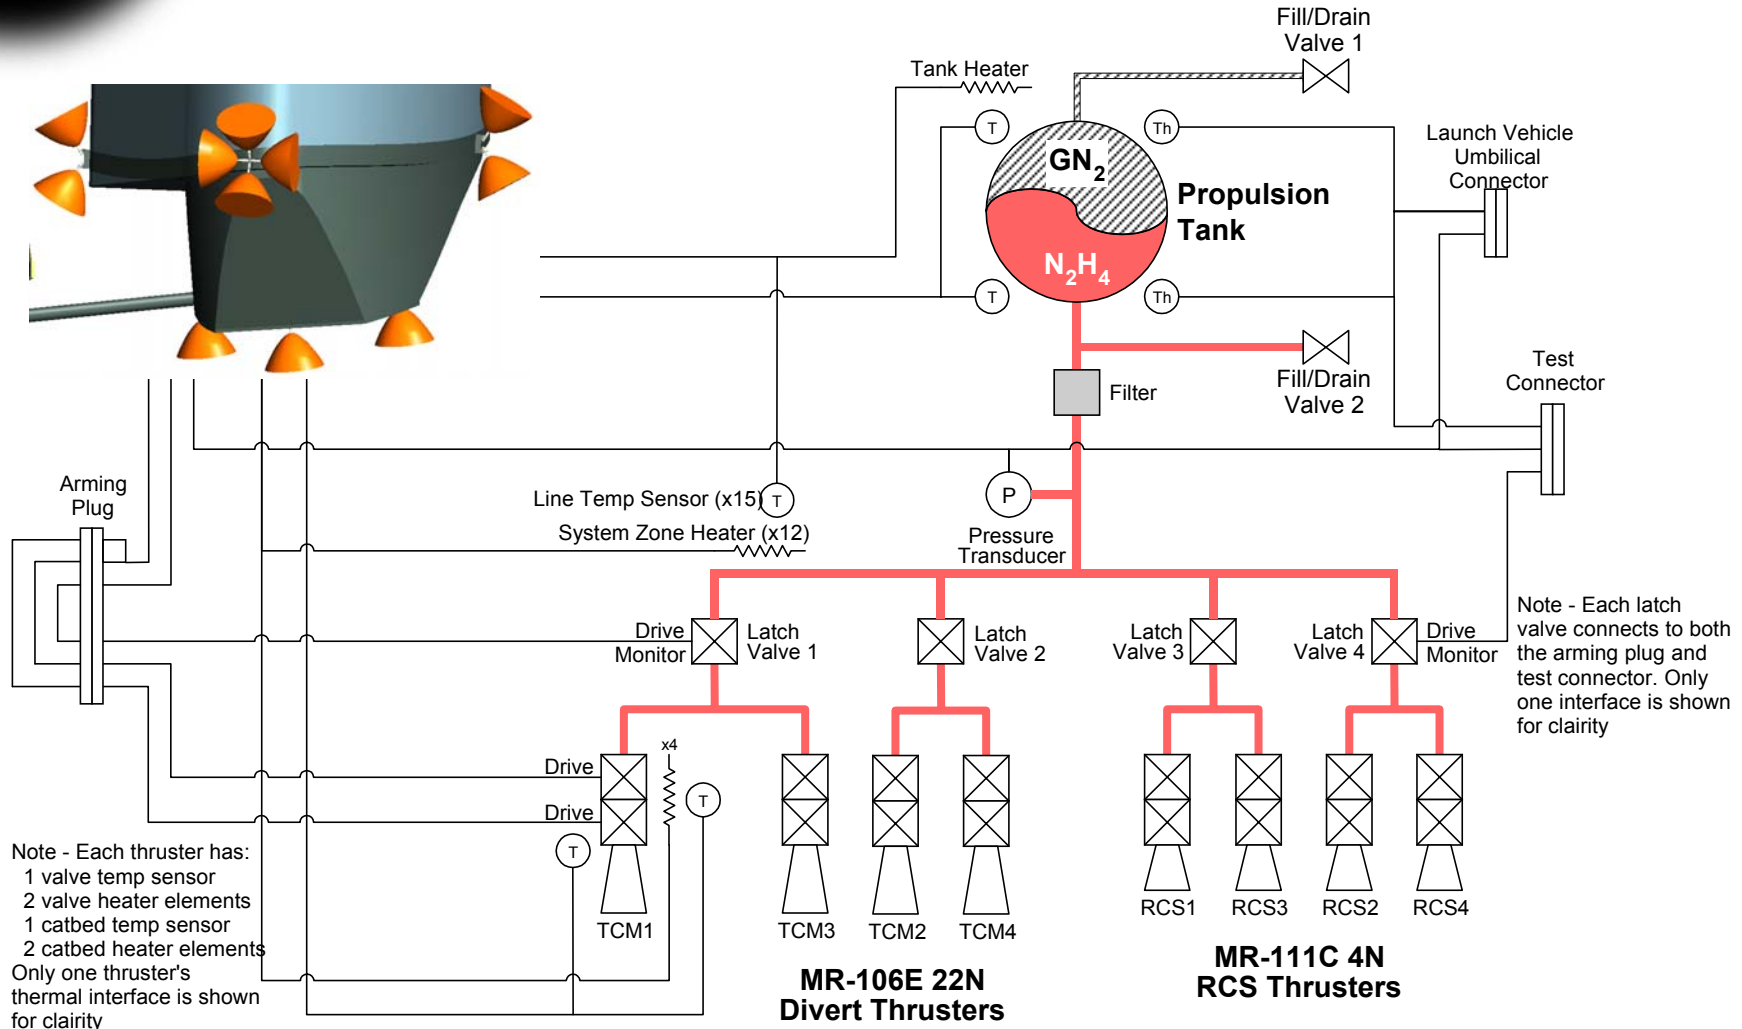 Fill/Drain
Valve 1
Tank Heater
T
Th
Launch Vehicle
Umbilical
Connector
GN2
Propulsion
Tank
N2H4
T
Th
Test
Connector
Fill/Drain
Valve 2
Filter
Arming
Plug
Line Temp Sensor (x15)
T
P
System Zone Heater (x12)
Pressure
Transducer
Drive
Monitor
Latch
Valve 1
Latch
Valve 2
Latch
Valve 3
Latch
Valve 4
Drive
Monitor
Note - Each latch
valve connects to both
the arming plug and
test connector. Only
one interface is shown
for clairity
x4
Drive
T
Drive
T
Note - Each thruster has:
1 valve temp sensor
2 valve heater elements
1 catbed temp sensor
2 catbed heater elements
Only one thruster's
thermal interface is shown
for clairity
TCM1
TCM3
TCM2
TCM4
RCS1
RCS3
RCS2
RCS4
MR-106E 22N
Divert Thrusters
MR-111C 4N
RCS Thrusters